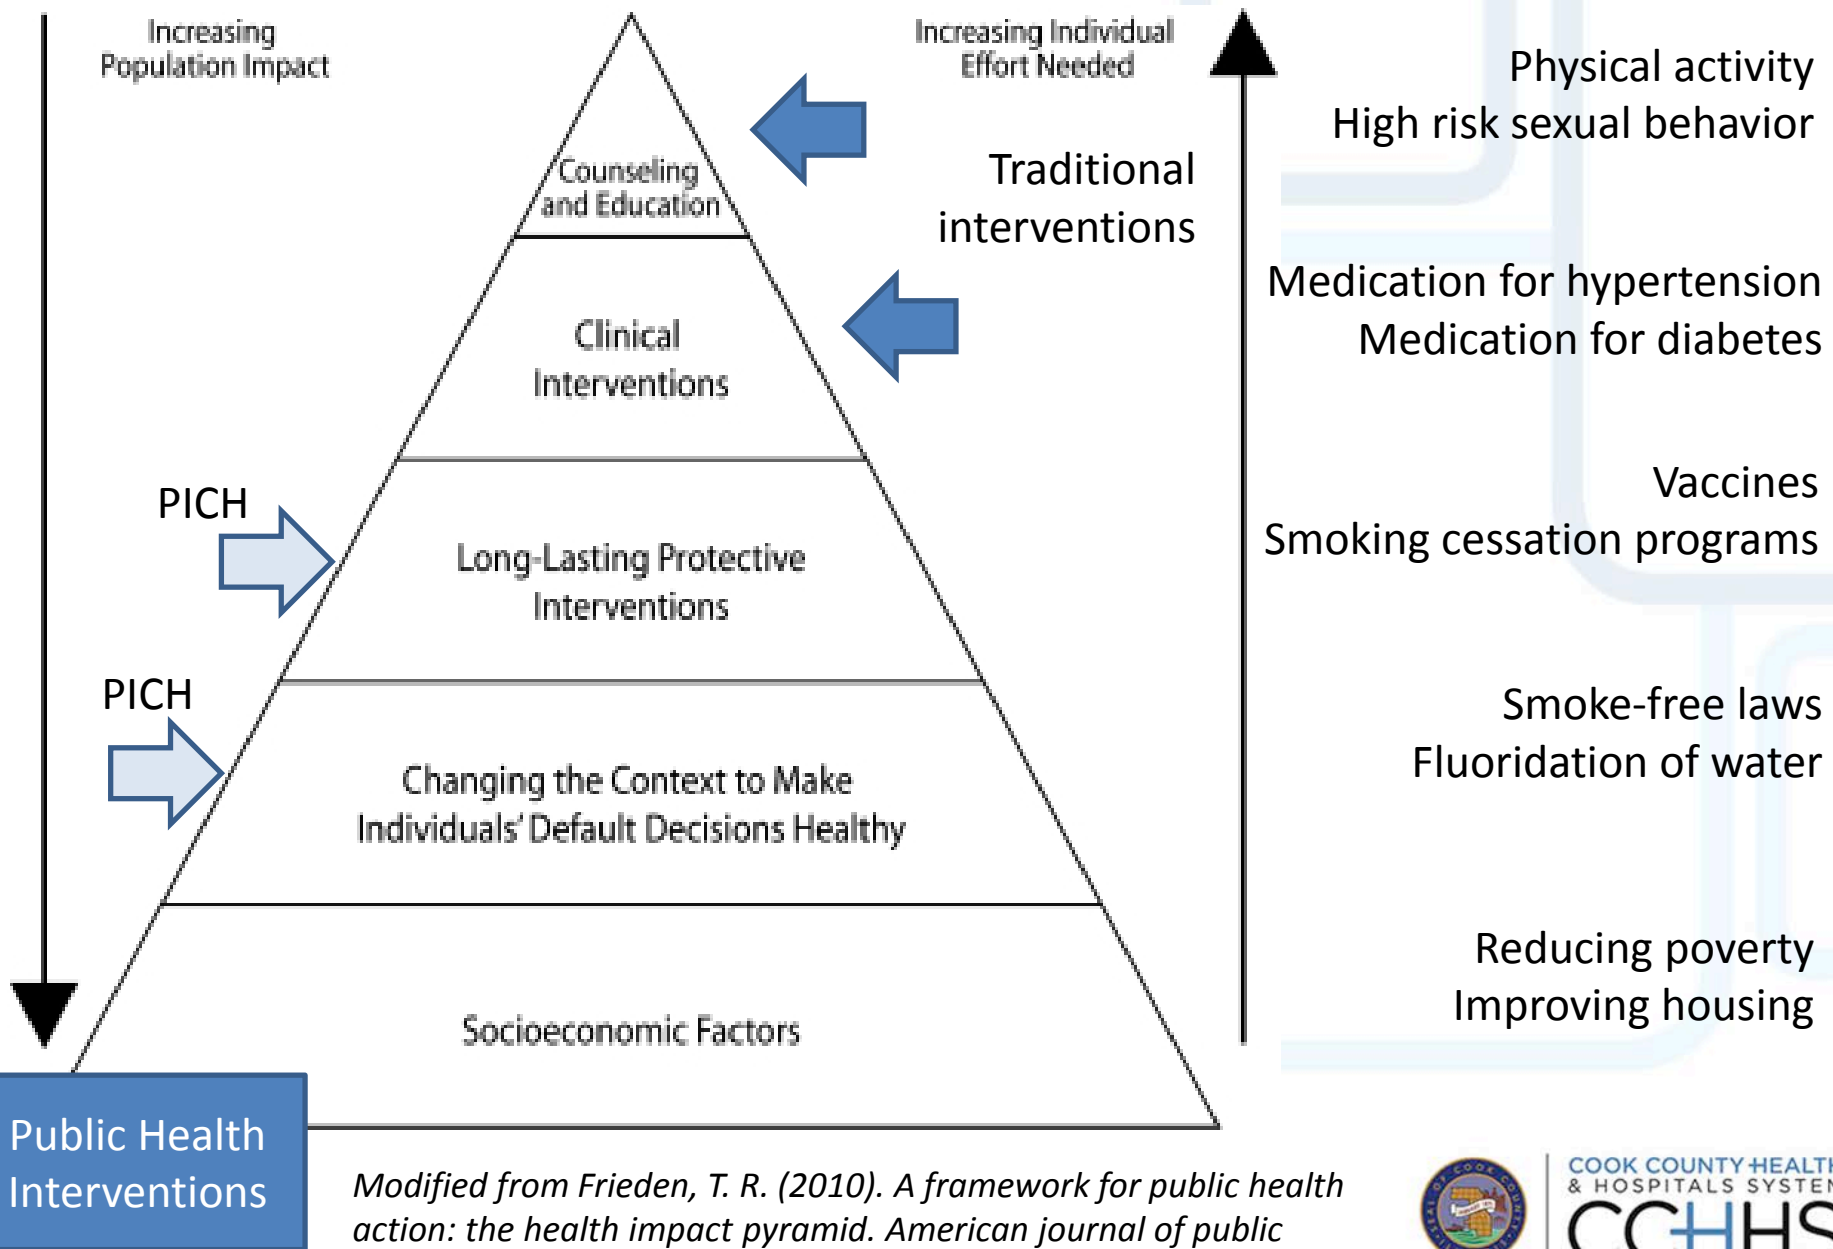 Increasing
Population Impact
Increasing Individual
Effort Needed
Physical activity
High risk sexual behavior
Counseling
and Education
Traditional
interventions
Medication for hypertension
Medication for diabetes
Clinical
Interventions
PICH
Vaccines
Smoking cessation programs
Long-Lasting Protective
Interventions
PICH
Smoke-free laws
Fluoridation of water
Changing the Context to Make
Individuals' Default Decisions Healthy
Reducing poverty
Improving housing
Socioeconomic Factors
Public Health
Interventions
Modified from Frieden, T. R. (2010). A framework for public health
action: the health impact pyramid. American journal of public
COOK COUNTY HEALTH
& HOSPITALS SYSTEM
CCHHS